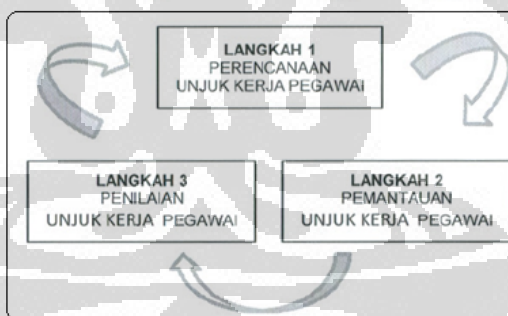 LANGKAH 1
PERENCANAAN
UNJUK KERJA PEGAWAI
LANGKAH 3
PENILAIAN
UNJUK KERJA PEGAWAI
LANGKAH 2
PEMANTAUAN
UNJUK KERJA PEGAWAI